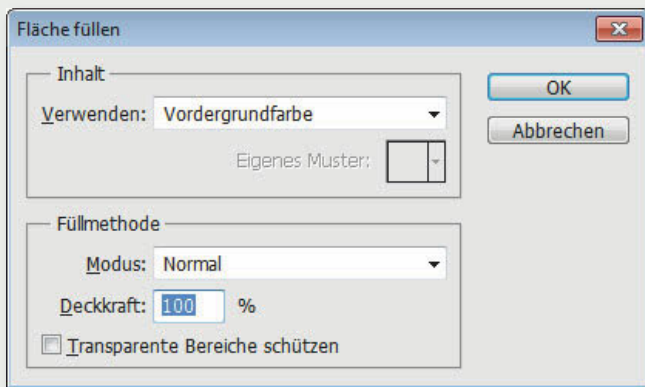 Fläche füllen
Inhalt
Verwenden: Vordergrundfarbe
Eigenes Muster:
OK
Abbrechen
Füllmethode
Modus: Normal
Deckkraft: 100 %
Transparente Bereiche schützen